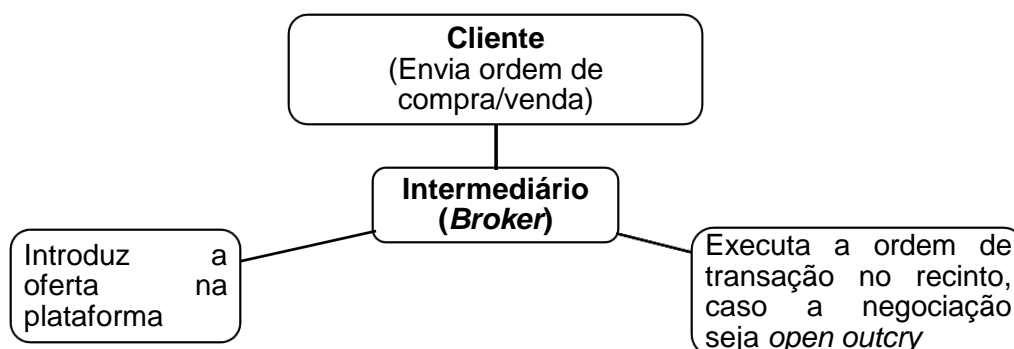 Cliente
(Envia ordem de
compra/venda)
Intermediário
(Broker)
Introduz a
oferta na
plataforma
Executa a ordem de
transação no recinto,
caso a negociação
seja open outcry